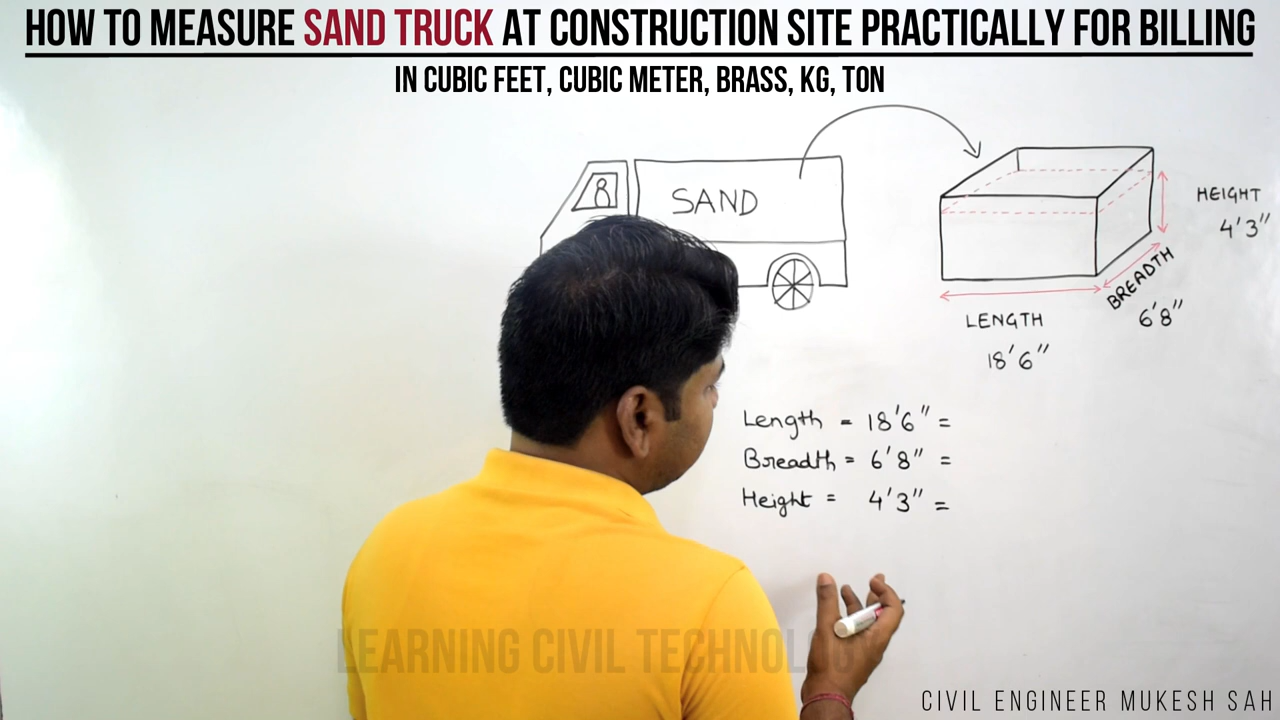 HOW TO MEASURE SAND TRUCK AT CONSTRUCTION SITE PRACTICALLY FOR BILLING
IN CUBIC FEET, CUBIC METER, BRASS, KG, TON
SAND
HEIGHT
4'3"
BREADTH
6'8"
LENGTH
18'6"
Length = 18'6" =
Breadth = 6'8" =
Height = 4'3" =
LEARNING CIVIL TECHNOLOGY
CIVIL ENGINEER MUKESH SAH